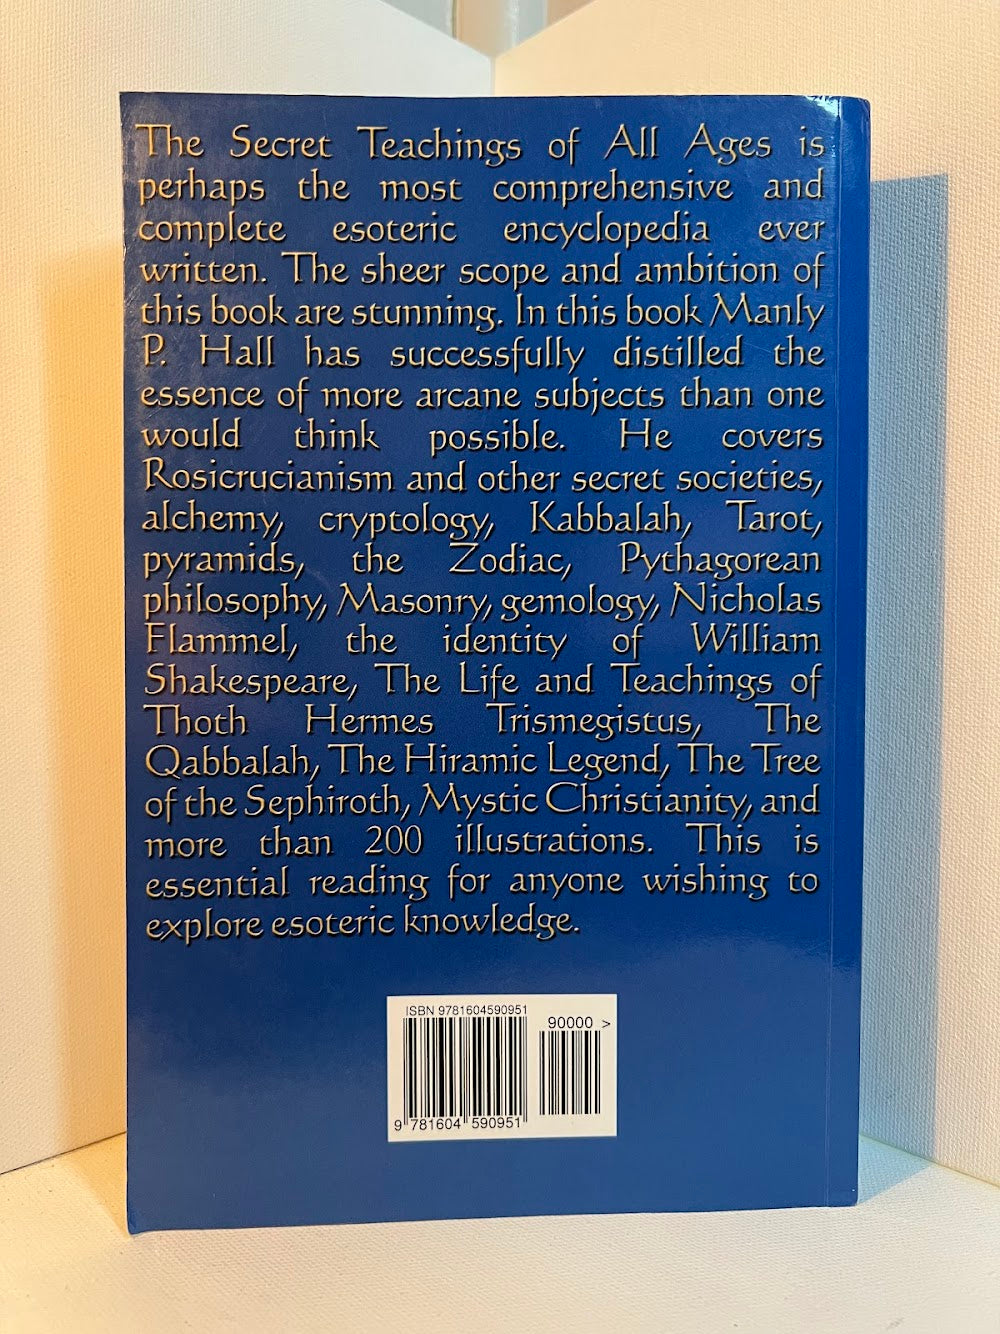 The Secret Teachings of All Ages is
perhaps the most comprehensive and
complete esoteric encyclopedia ever
written. The sheer scope and ambition of
this book are stunning. In this book Manly
P. Hall has successfully distilled the
essence of more arcane subjects than one
would think possible. He covers
Rosicrucianism and other secret societies,
alchemy, cryptology, Kabbalah, Tarot,
pyramids, the Zodiac, Pythagorean
philosophy, Masonry, gemology, Nicholas
Flammel, the identity of William
Shakespeare, The Life and Teachings of
Thoth Hermes Trismegistus, The
Qabbalah, The Hiramic Legend, The Tree
of the Sephiroth, Mystic Christianity, and
more than 200 illustrations. This is
essential reading for anyone wishing to
explore esoteric knowledge.
ISBN 9781604590951
90000 >
9 781604 590951